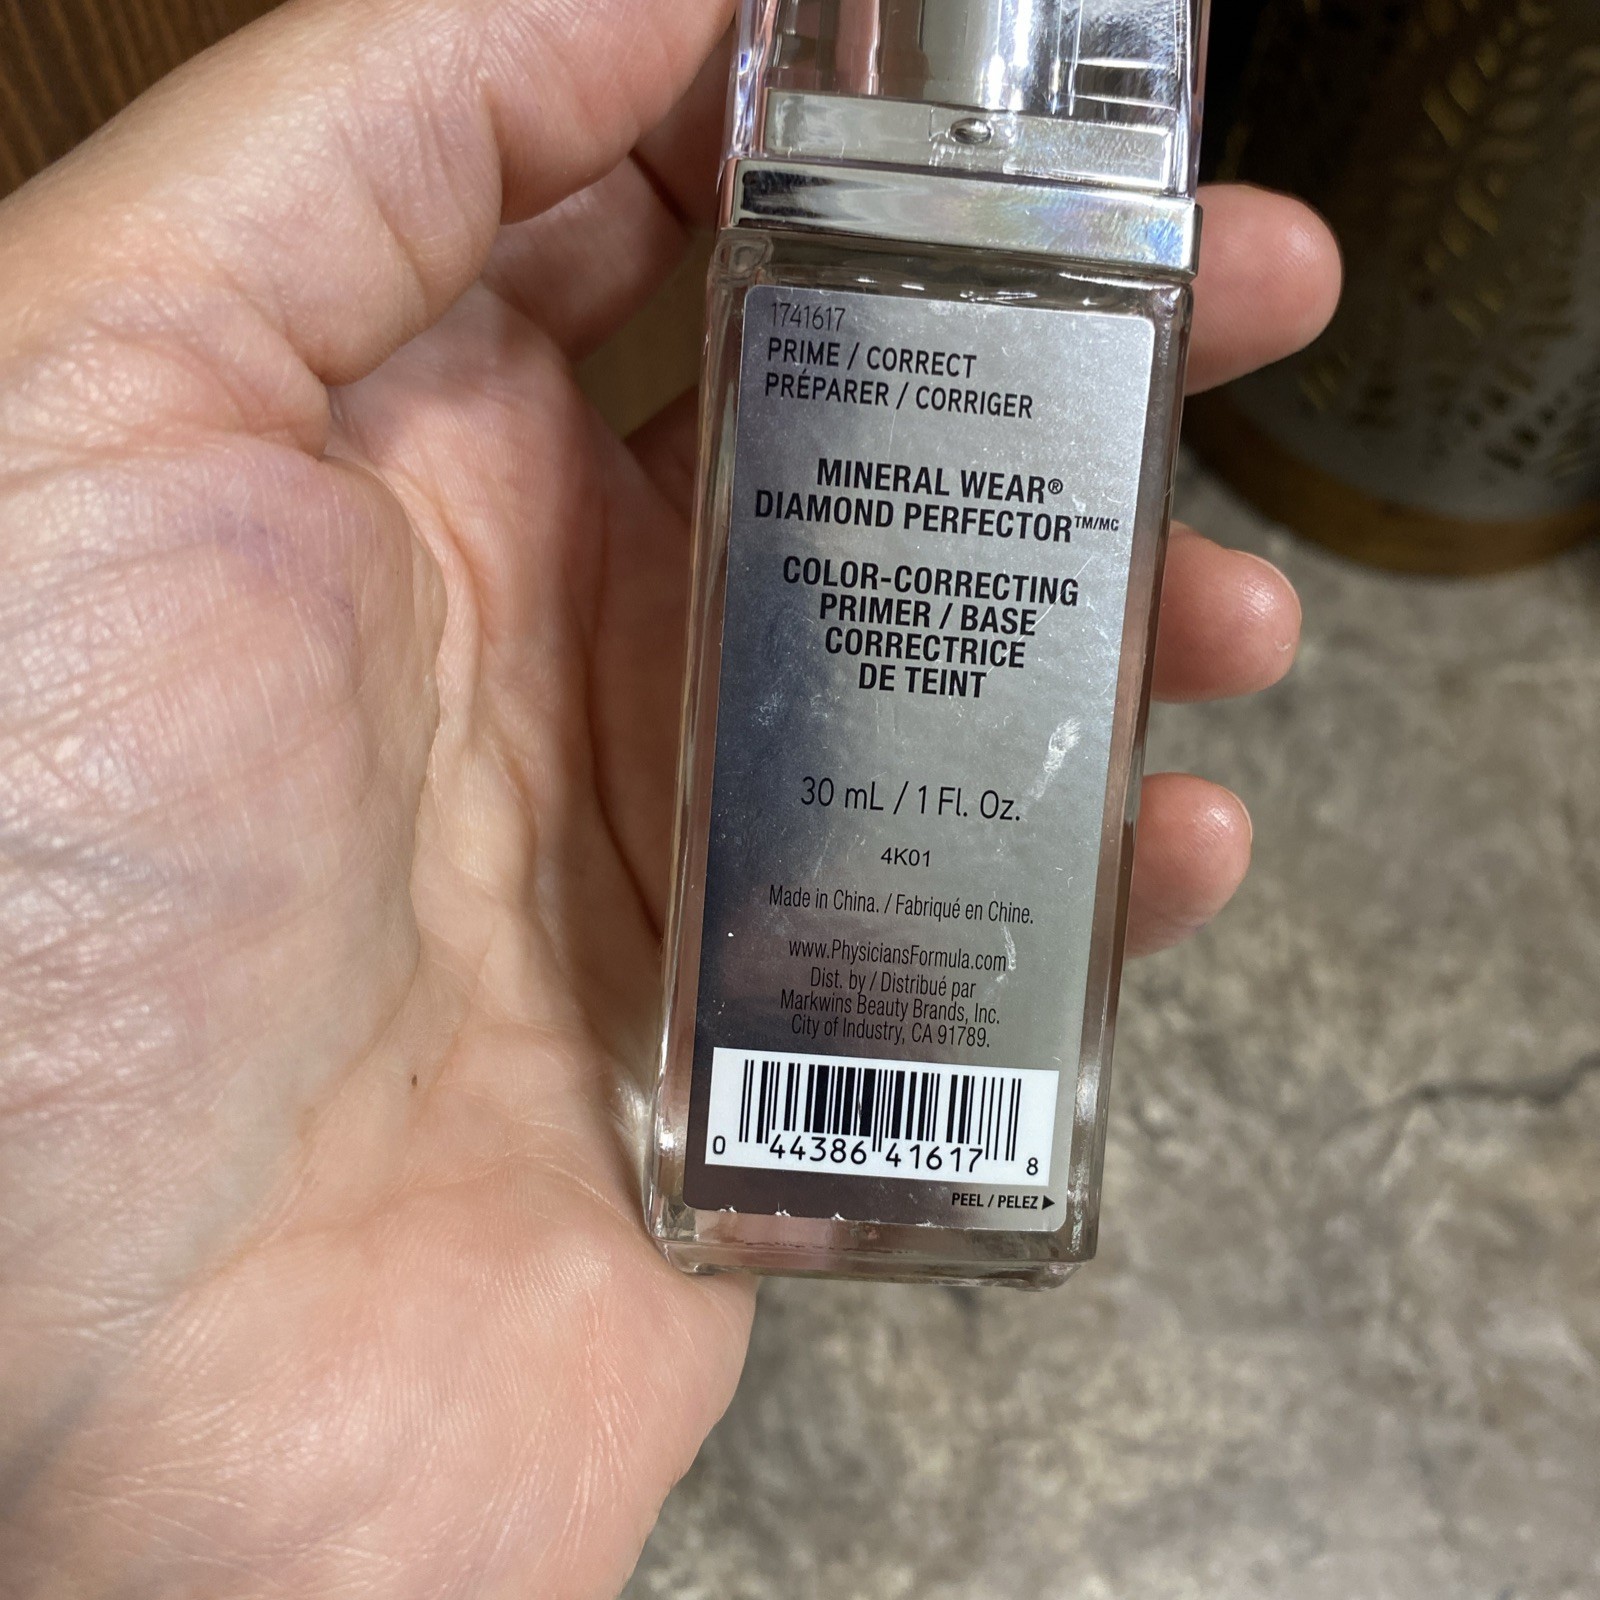 1741617
PRIME / CORRECT
PRÉPARER / CORRIGER
MINERAL WEAR®
DIAMOND PERFECTOR™/MC
COLOR-CORRECTING
PRIMER / BASE
CORRECTRICE
DE TEINT
30 mL / 1 Fl. Oz.
4K01
Made in China. / Fabriqué en Chine.
www.PhysiciansFormula.com
Dist. by / Distribué par
Markwins Beauty Brands, Inc.
City of Industry, CA 91789.
0 44386 41617 8
PEEL / PELEZ ▶